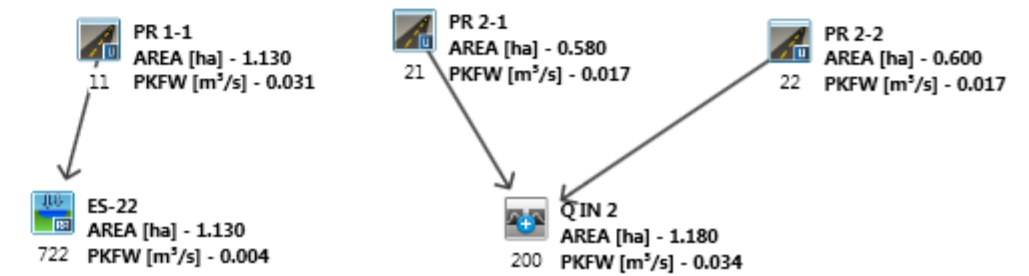 PR 1-1
AREA [ha] - 1.130
PKFW [m³/s] - 0.031
11
PR 2-1
AREA [ha] - 0.580
PKFW [m³/s] - 0.017
21
PR 2-2
AREA [ha] - 0.600
PKFW [m³/s] - 0.017
22
ES-22
AREA [ha] - 1.130
PKFW [m³/s] - 0.004
722
Q IN 2
AREA [ha] - 1.180
PKFW [m³/s] - 0.034
200